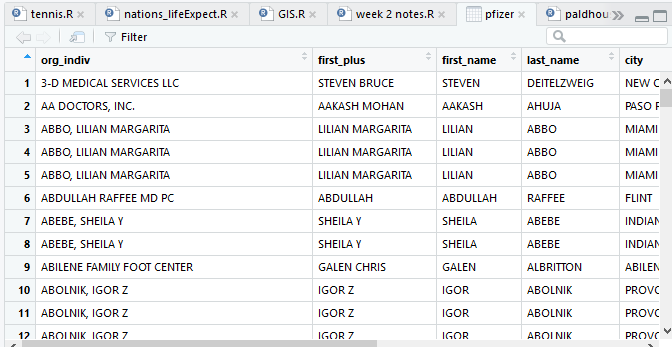 tennis.R nations_lifeExpect.R GIS.R week 2 notes.R pfizer paldhou
Filter
org_indiv first_plus first_name last_name city
1 3-D MEDICAL SERVICES LLC STEVEN BRUCE STEVEN DEITELZWEIG NEW C
2 AA DOCTORS, INC. AAKASH MOHAN AAKASH AHUJA PASO F
3 ABBO, LILIAN MARGARITA LILIAN MARGARITA LILIAN ABBO MIAMI
4 ABBO, LILIAN MARGARITA LILIAN MARGARITA LILIAN ABBO MIAMI
5 ABBO, LILIAN MARGARITA LILIAN MARGARITA LILIAN ABBO MIAMI
6 ABDULLAH RAFFEE MD PC ABDULLAH ABDULLAH RAFFEE FLINT
7 ABEBE, SHEILA Y SHEILA Y SHEILA ABEBE INDIAN
8 ABEBE, SHEILA Y SHEILA Y SHEILA ABEBE INDIAN
9 ABILENE FAMILY FOOT CENTER GALEN CHRIS GALEN ALBRITTON ABILEN
10 ABOLNIK, IGOR Z IGOR Z IGOR ABOLNIK PROVO
11 ABOLNIK, IGOR Z IGOR Z IGOR ABOLNIK PROVO
12 ABOLNIK, IGOR Z IGOR Z IGOR ABOLNIK PROVO